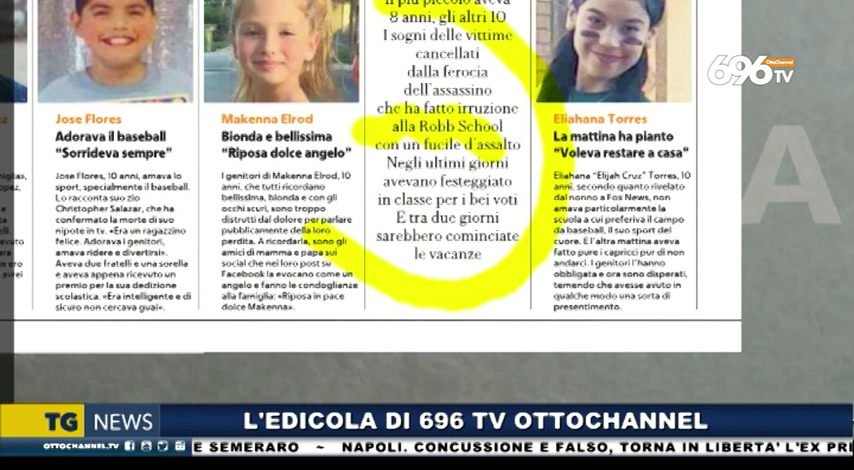 696 OttoChannel TV
Jose Flores
Adorava il baseball
"Sorrideva sempre"
Jose Flores, 10 anni, amava lo
sport, specialmente il baseball.
Lo racconta suo zio
Christopher Salazar, che ha
confermato la morte di suo
nipote in tv. «Era un ragazzino
felice. Adorava i genitori,
amava ridere e divertirsi».
Aveva due fratelli e una sorella
e aveva appena ricevuto un
premio per la sua dedizione
scolastica. «Era intelligente e di
sicuro non cercava guai».
Makenna Elrod
Bionda e bellissima
"Riposa dolce angelo"
I genitori di Makenna Elrod, 10
anni, che tutti ricordano
bellissima, bionda e con gli
occhi scuri, sono troppo
distrutti dal dolore per parlare
pubblicamente della loro
perdita. A ricordarla, sono gli
amici di mamma e papà sui
social che nei loro post su
Facebook la evocano come un
angelo e fanno le condoglianze
alla famiglia: «Riposa in pace
dolce Makenna».
Il più piccolo aveva
8 anni, gli altri 10
I sogni delle vittime
cancellati
dalla ferocia
dell'assassino
che ha fatto irruzione
alla Robb School
con un fucile d'assalto
Negli ultimi giorni
avevano festeggiato
in classe per i bei voti
E tra due giorni
sarebbero cominciate
le vacanze
Eliahana Torres
La mattina ha pianto
"Voleva restare a casa"
Eliahana "Elijah Cruz" Torres, 10
anni, secondo quanto rivelato
dal nonno a Fox News, non
amava particolarmente la
scuola a cui preferiva il campo
da baseball, il suo sport del
cuore. E l'altra mattina aveva
fatto pure i capricci pur di non
andarci. I genitori l'hanno
obbligata e ora sono disperati,
temendo che avesse avuto in
qualche modo una sorta di
presentimento.
A
TG NEWS
L'EDICOLA DI 696 TV OTTOCHANNEL
OTTOCHANNEL.TV
E SEMERARO ~ NAPOLI. CONCUSSIONE E FALSO, TORNA IN LIBERTA' L'EX PRE